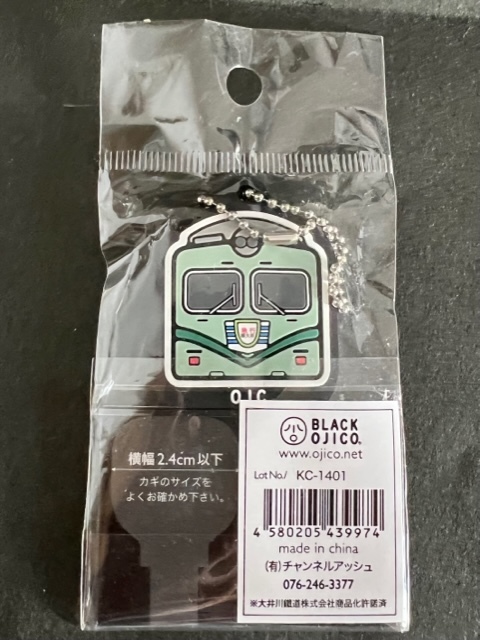 OJIC
横幅2.4cm以下
カギのサイズを
よくお確かめ下さい。
BLACK
OJICO.
www.ojico.net
Lot No./ KC-1401
4 580205 439974
made in china
(有)チャンネルアッシュ
076-246-3377
※大井川鐵道株式会社商品化許諾済